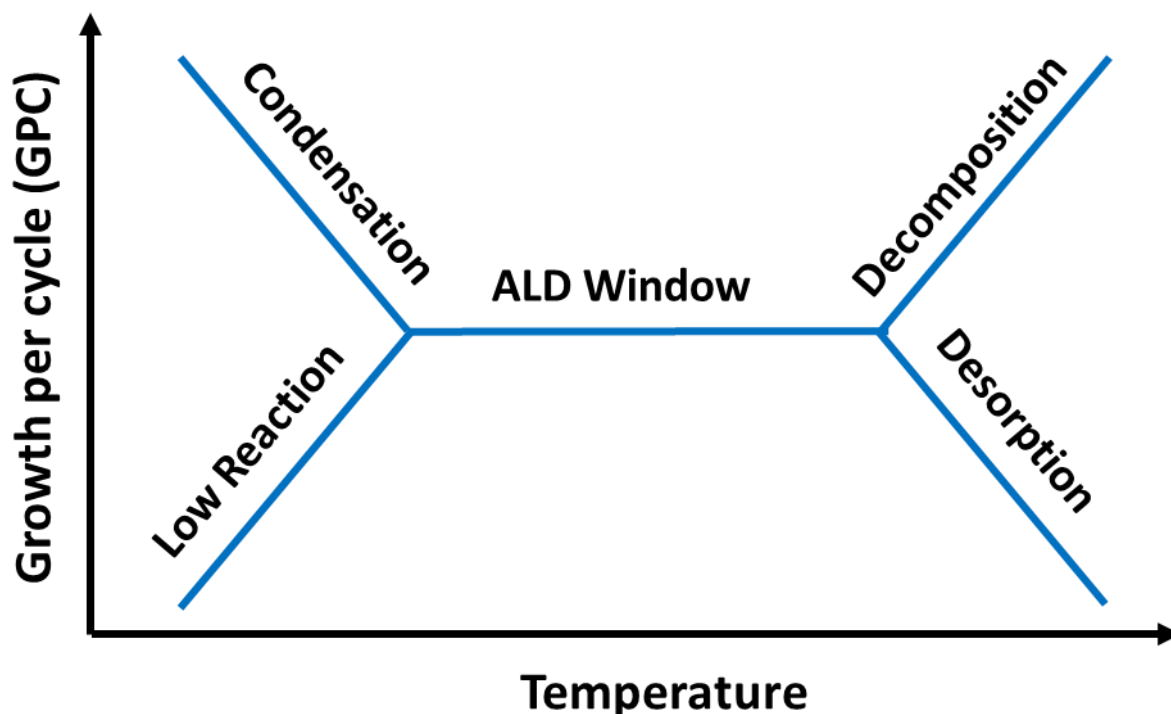 Growth per cycle (GPC)
Condensation
Decomposition
ALD Window
Low Reaction
Desorption
Temperature